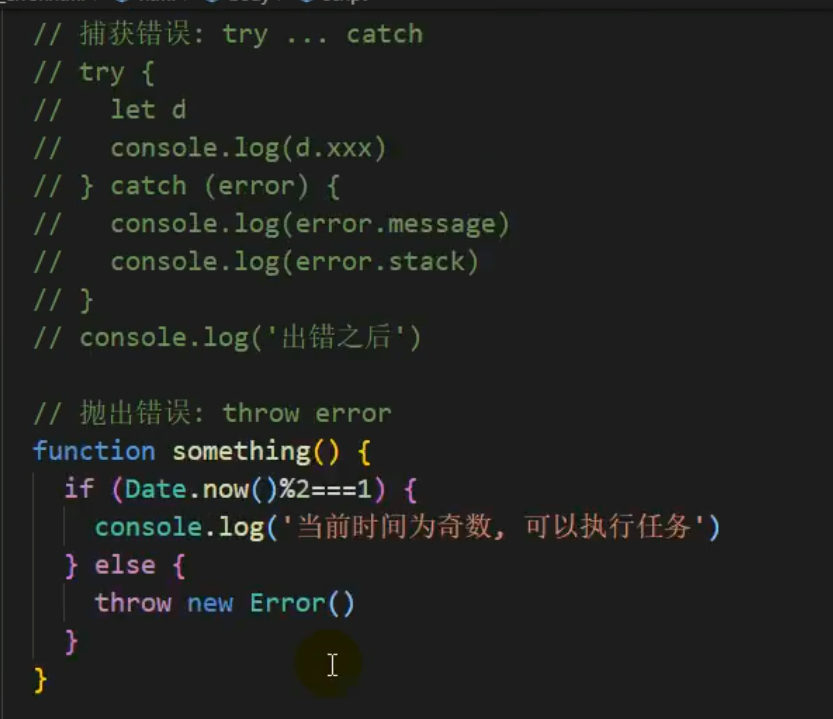 // 捕获错误: try ... catch
// try {
//   let d
//   console.log(d.xxx)
// } catch (error) {
//   console.log(error.message)
//   console.log(error.stack)
// }
// console.log('出错之后')
// 抛出错误: throw error
function something() {
  if (Date.now()%2===1) {
    console.log('当前时间为奇数, 可以执行任务')
  } else {
    throw new Error()
  }
}